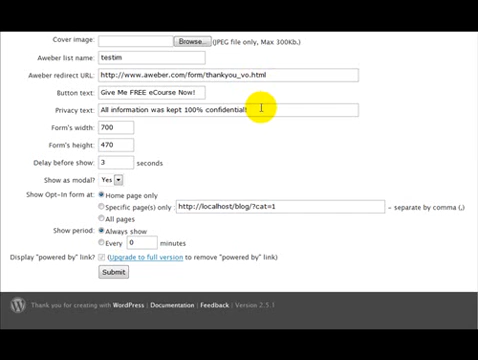 Cover image: Browse... (JPEG file only, Max 300Kb.)
Aweber list name: testim
Aweber redirect URL: http://www.aweber.com/form/thankyou_vo.html
Button text: Give Me FREE eCourse Now!
Privacy text: All information was kept 100% confidential!
Form's width: 700
Form's height: 470
Delay before show: 3 seconds
Show as modal? Yes
Show Opt-In form at: Home page only
Specific page(s) only : http://localhost/blog/?cat=1 - separate by comma (,)
All pages
Show period: Always show
Every 0 minutes
Display "powered by" link? (Upgrade to full version to remove "powered by" link)
Submit
Thank you for creating with WordPress | Documentation | Feedback | Version 2.5.1